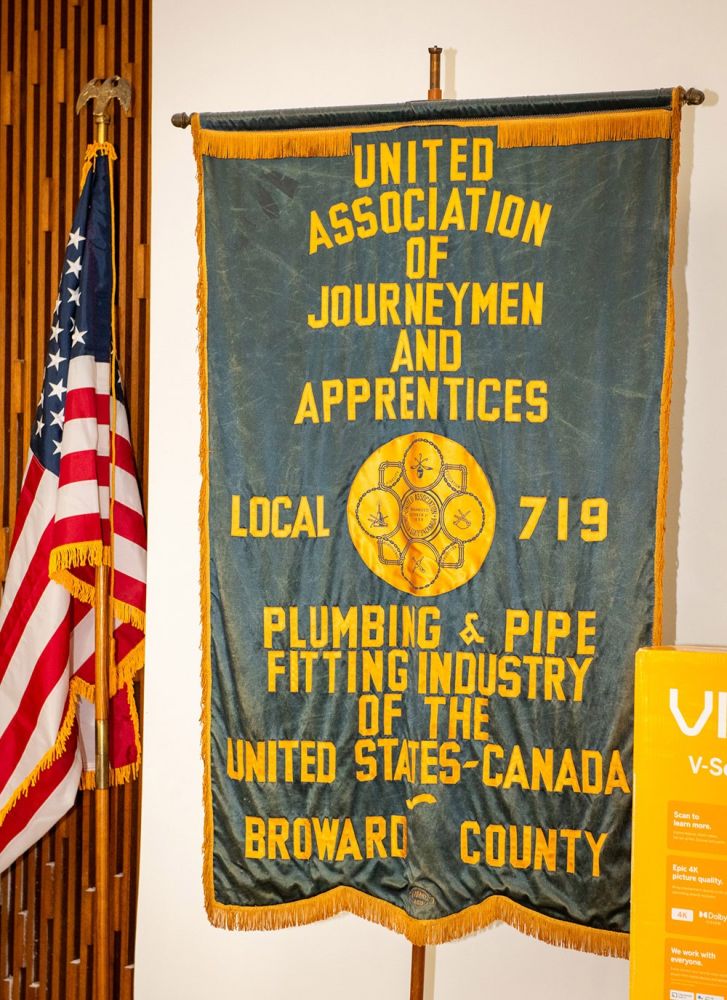 UNITED
ASSOCIATION
OF
JOURNEYMEN
AND
APPRENTICES
LOCAL 719
PLUMBING & PIPE
FITTING INDUSTRY
OF THE
UNITED STATES-CANADA
BROWARD COUNTY
V-Se
Scan to
learn more.
Epic 4K
picture quality.
4K Dolby
We work with
everyone.